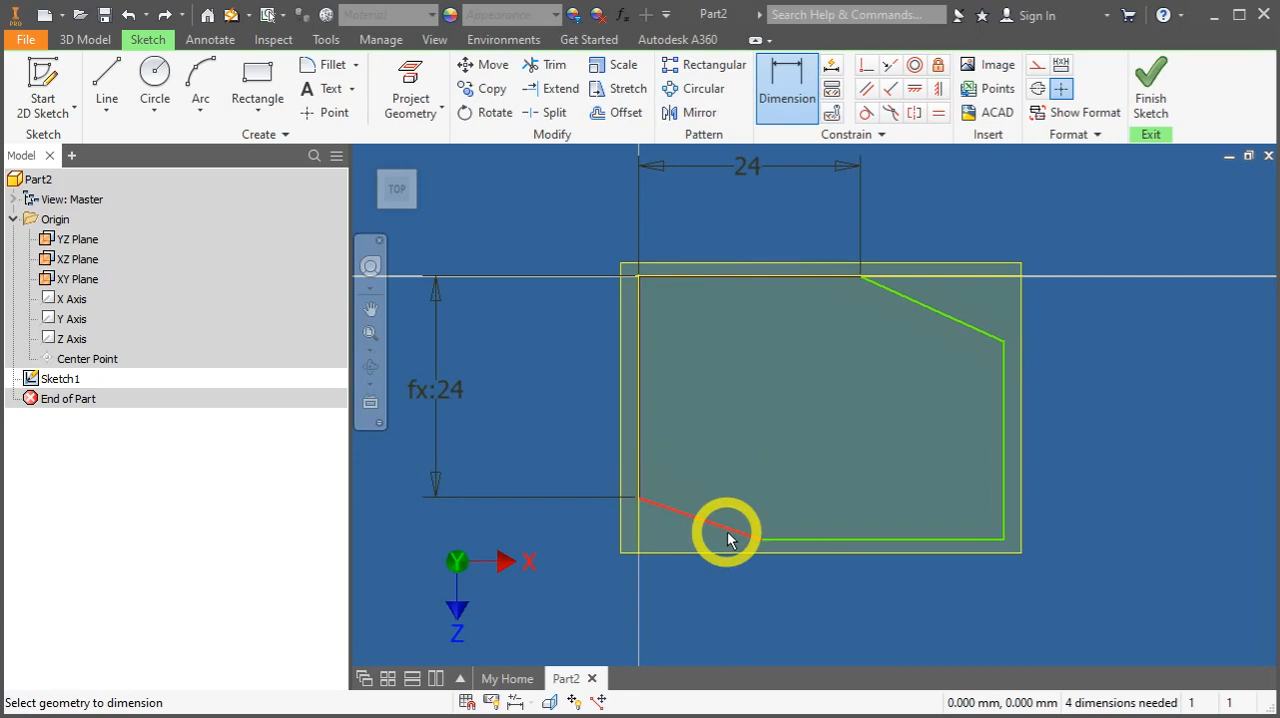 PRO
Material
Appearance
fx
Part2
Search Help & Commands...
Sign In
File
3D Model
Sketch
Annotate
Inspect
Tools
Manage
View
Environments
Get Started
Autodesk A360
Start
2D Sketch
Line
Circle
Arc
Rectangle
Fillet
Text
Point
Project
Geometry
Move
Copy
Rotate
Trim
Extend
Split
Scale
Stretch
Offset
Rectangular
Circular
Mirror
Dimension
Image
Points
ACAD
Show Format
Finish
Sketch
Sketch
Create
Modify
Pattern
Constrain
Insert
Format
Exit
Model
Part2
View: Master
Origin
YZ Plane
XZ Plane
XY Plane
X Axis
Y Axis
Z Axis
Center Point
Sketch1
End of Part
TOP
24
fx:24
Y
X
Z
My Home
Part2
Select geometry to dimension
0.000 mm, 0.000 mm
4 dimensions needed
1
1